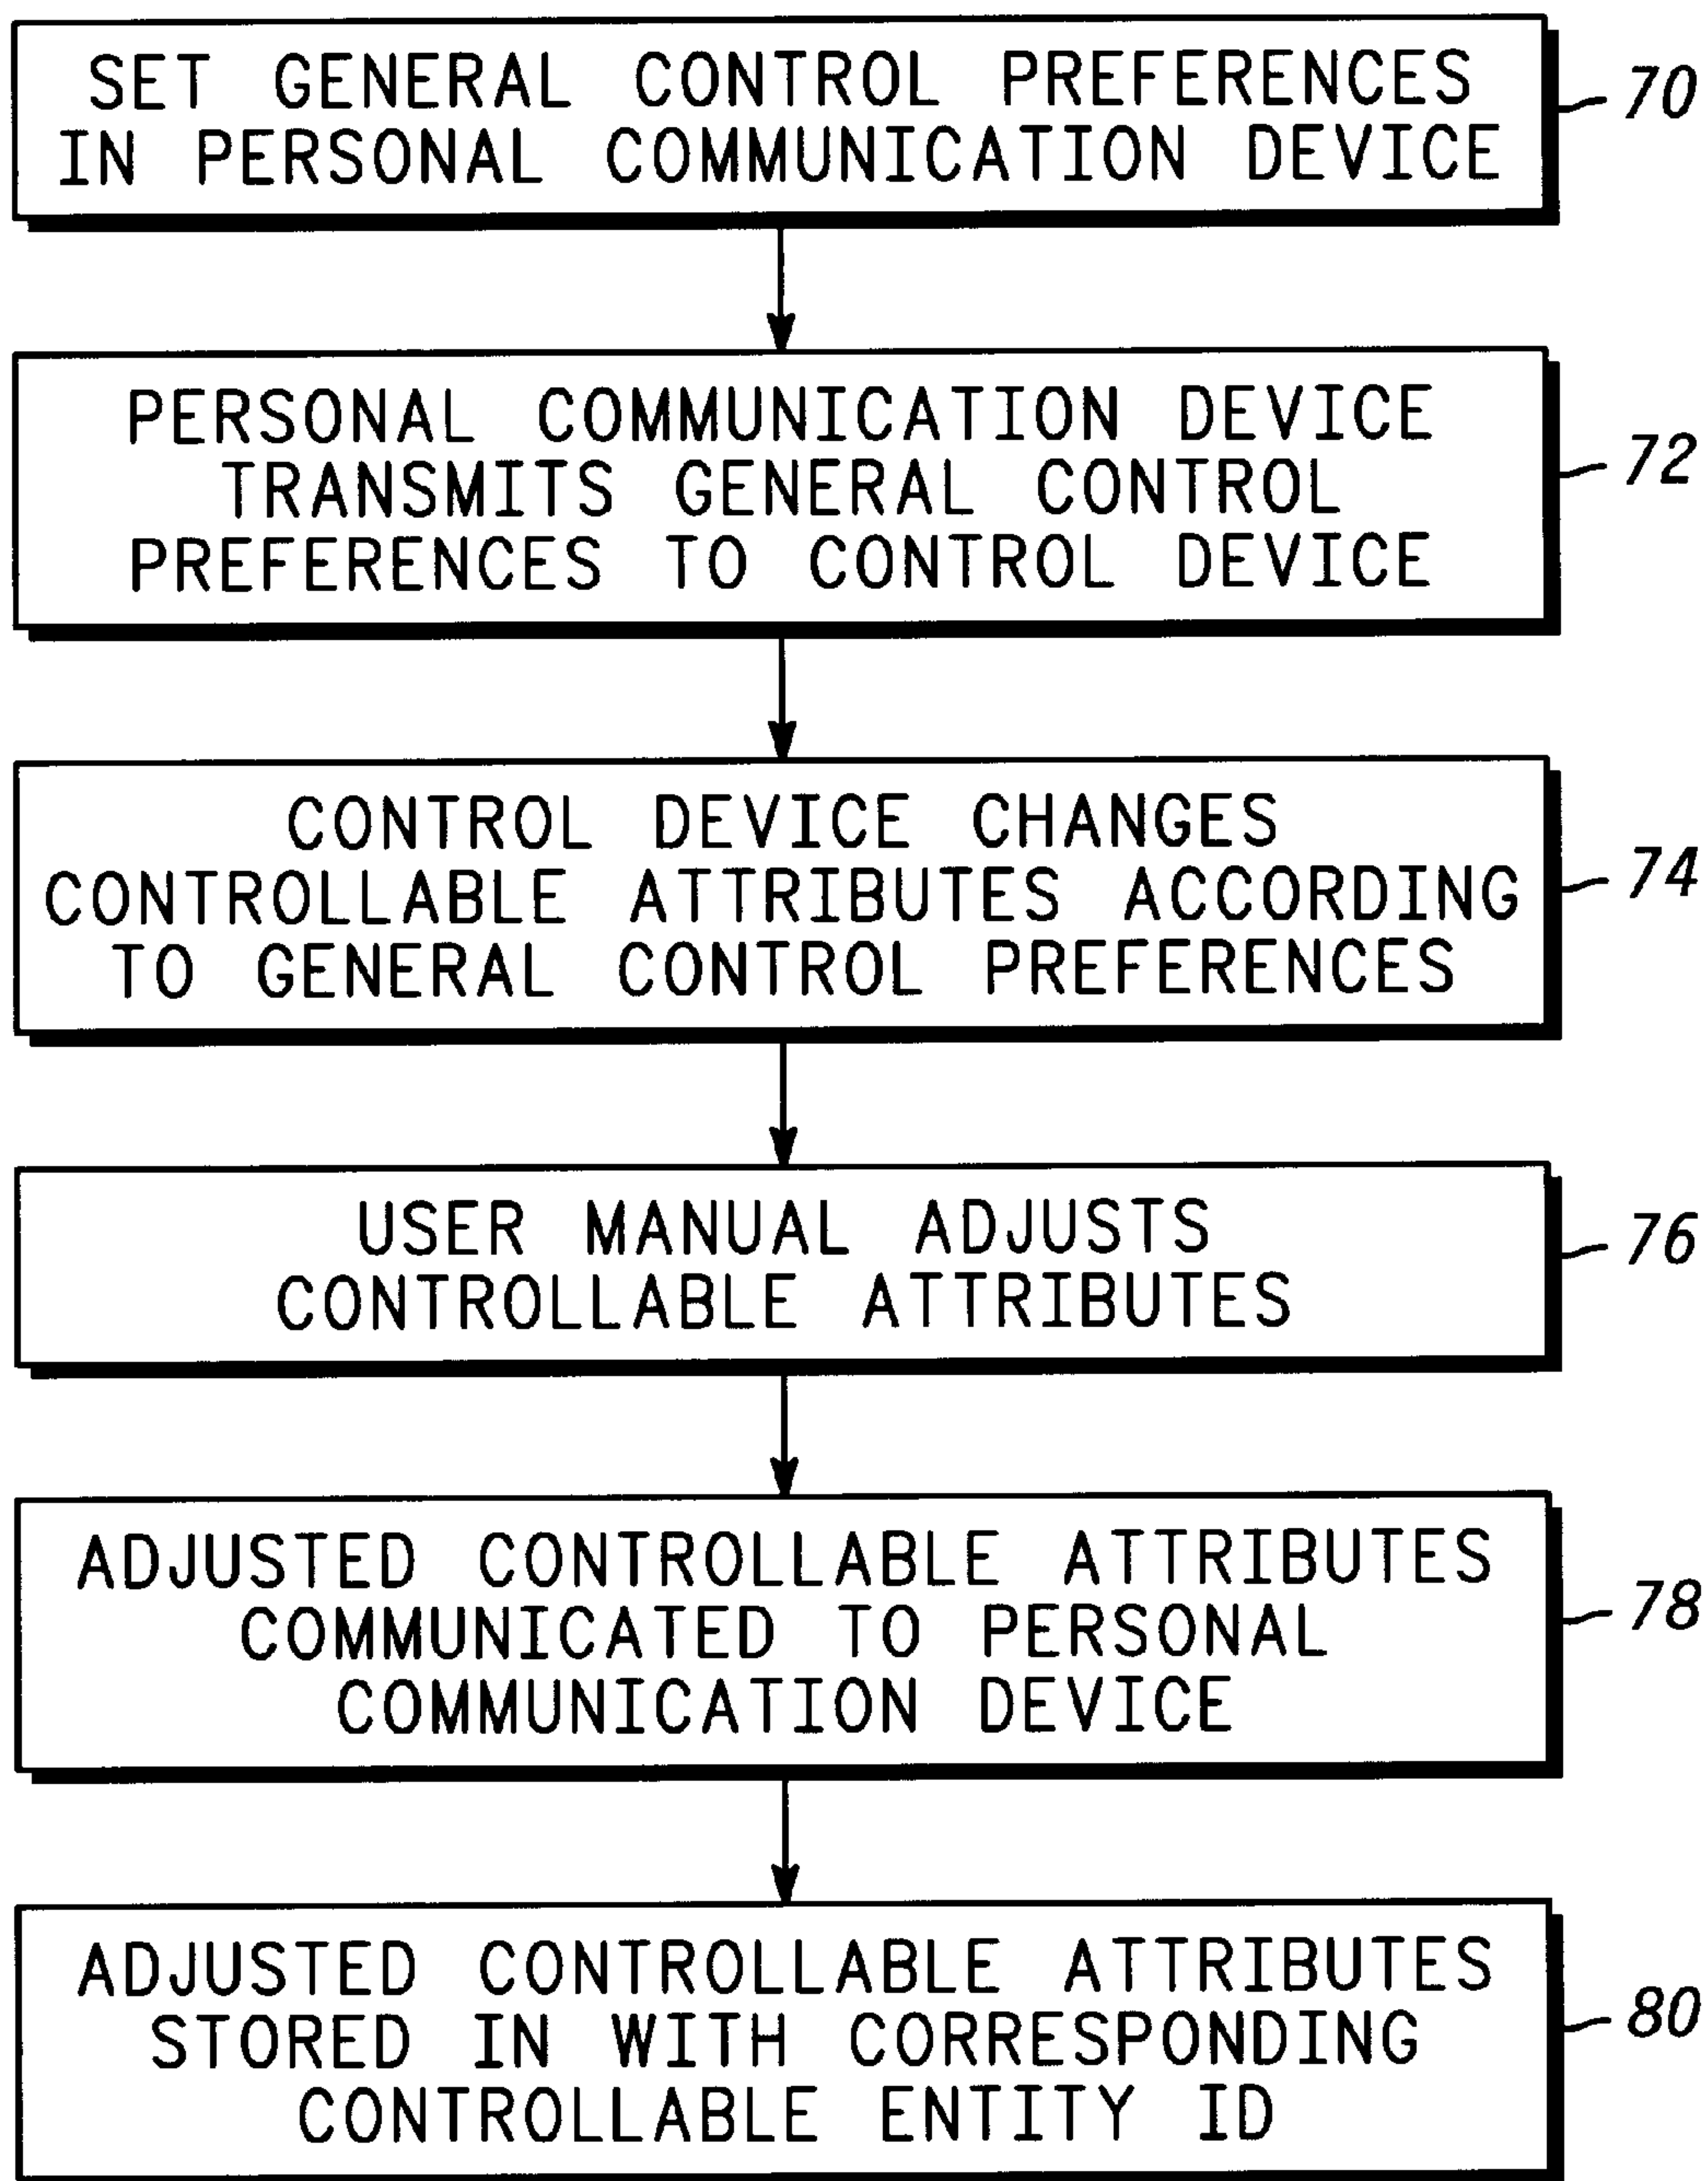 SET GENERAL CONTROL PREFERENCES
IN PERSONAL COMMUNICATION DEVICE
70
PERSONAL COMMUNICATION DEVICE
TRANSMITS GENERAL CONTROL
PREFERENCES TO CONTROL DEVICE
72
CONTROL DEVICE CHANGES
CONTROLLABLE ATTRIBUTES ACCORDING
TO GENERAL CONTROL PREFERENCES
74
USER MANUAL ADJUSTS
CONTROLLABLE ATTRIBUTES
76
ADJUSTED CONTROLLABLE ATTRIBUTES
COMMUNICATED TO PERSONAL
COMMUNICATION DEVICE
78
ADJUSTED CONTROLLABLE ATTRIBUTES
STORED IN WITH CORRESPONDING
CONTROLLABLE ENTITY ID
80